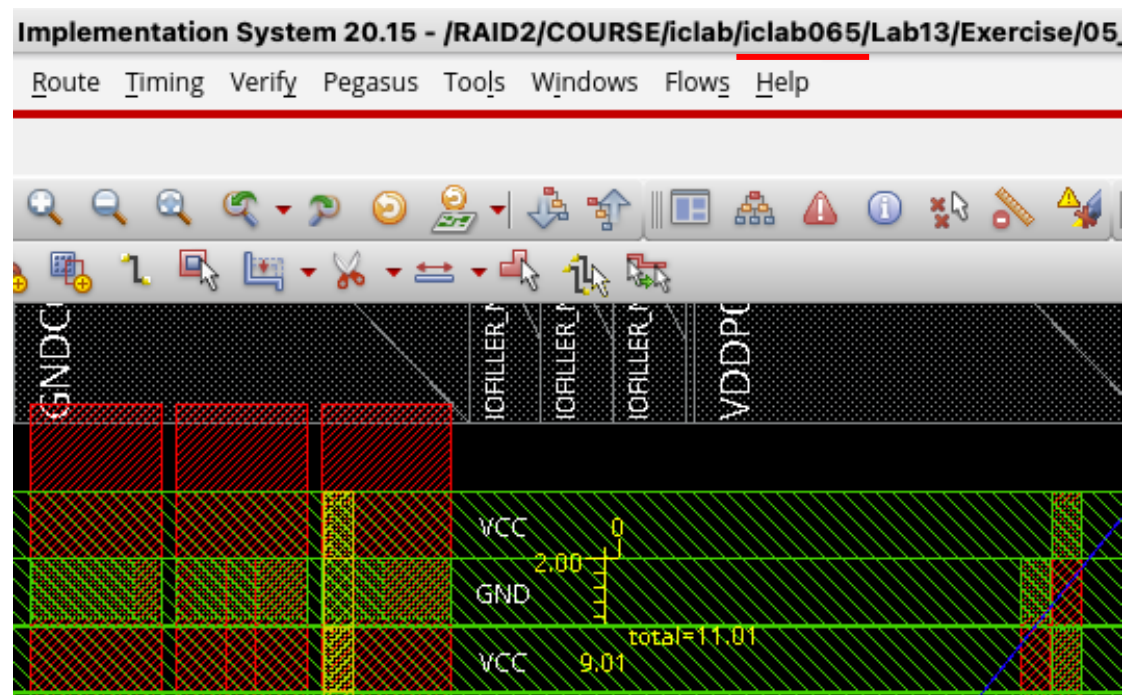 Implementation System 20.15 - /RAID2/COURSE/iclab/iclab065/Lab13/Exercise/05_
Route Timing Verify Pegasus Tools Windows Flows Help
GNDC
IOFILLER_
IOFILLER_
IOFILLER_
VDDP
VCC 0
2.00
GND
total=11.01
VCC 9.01